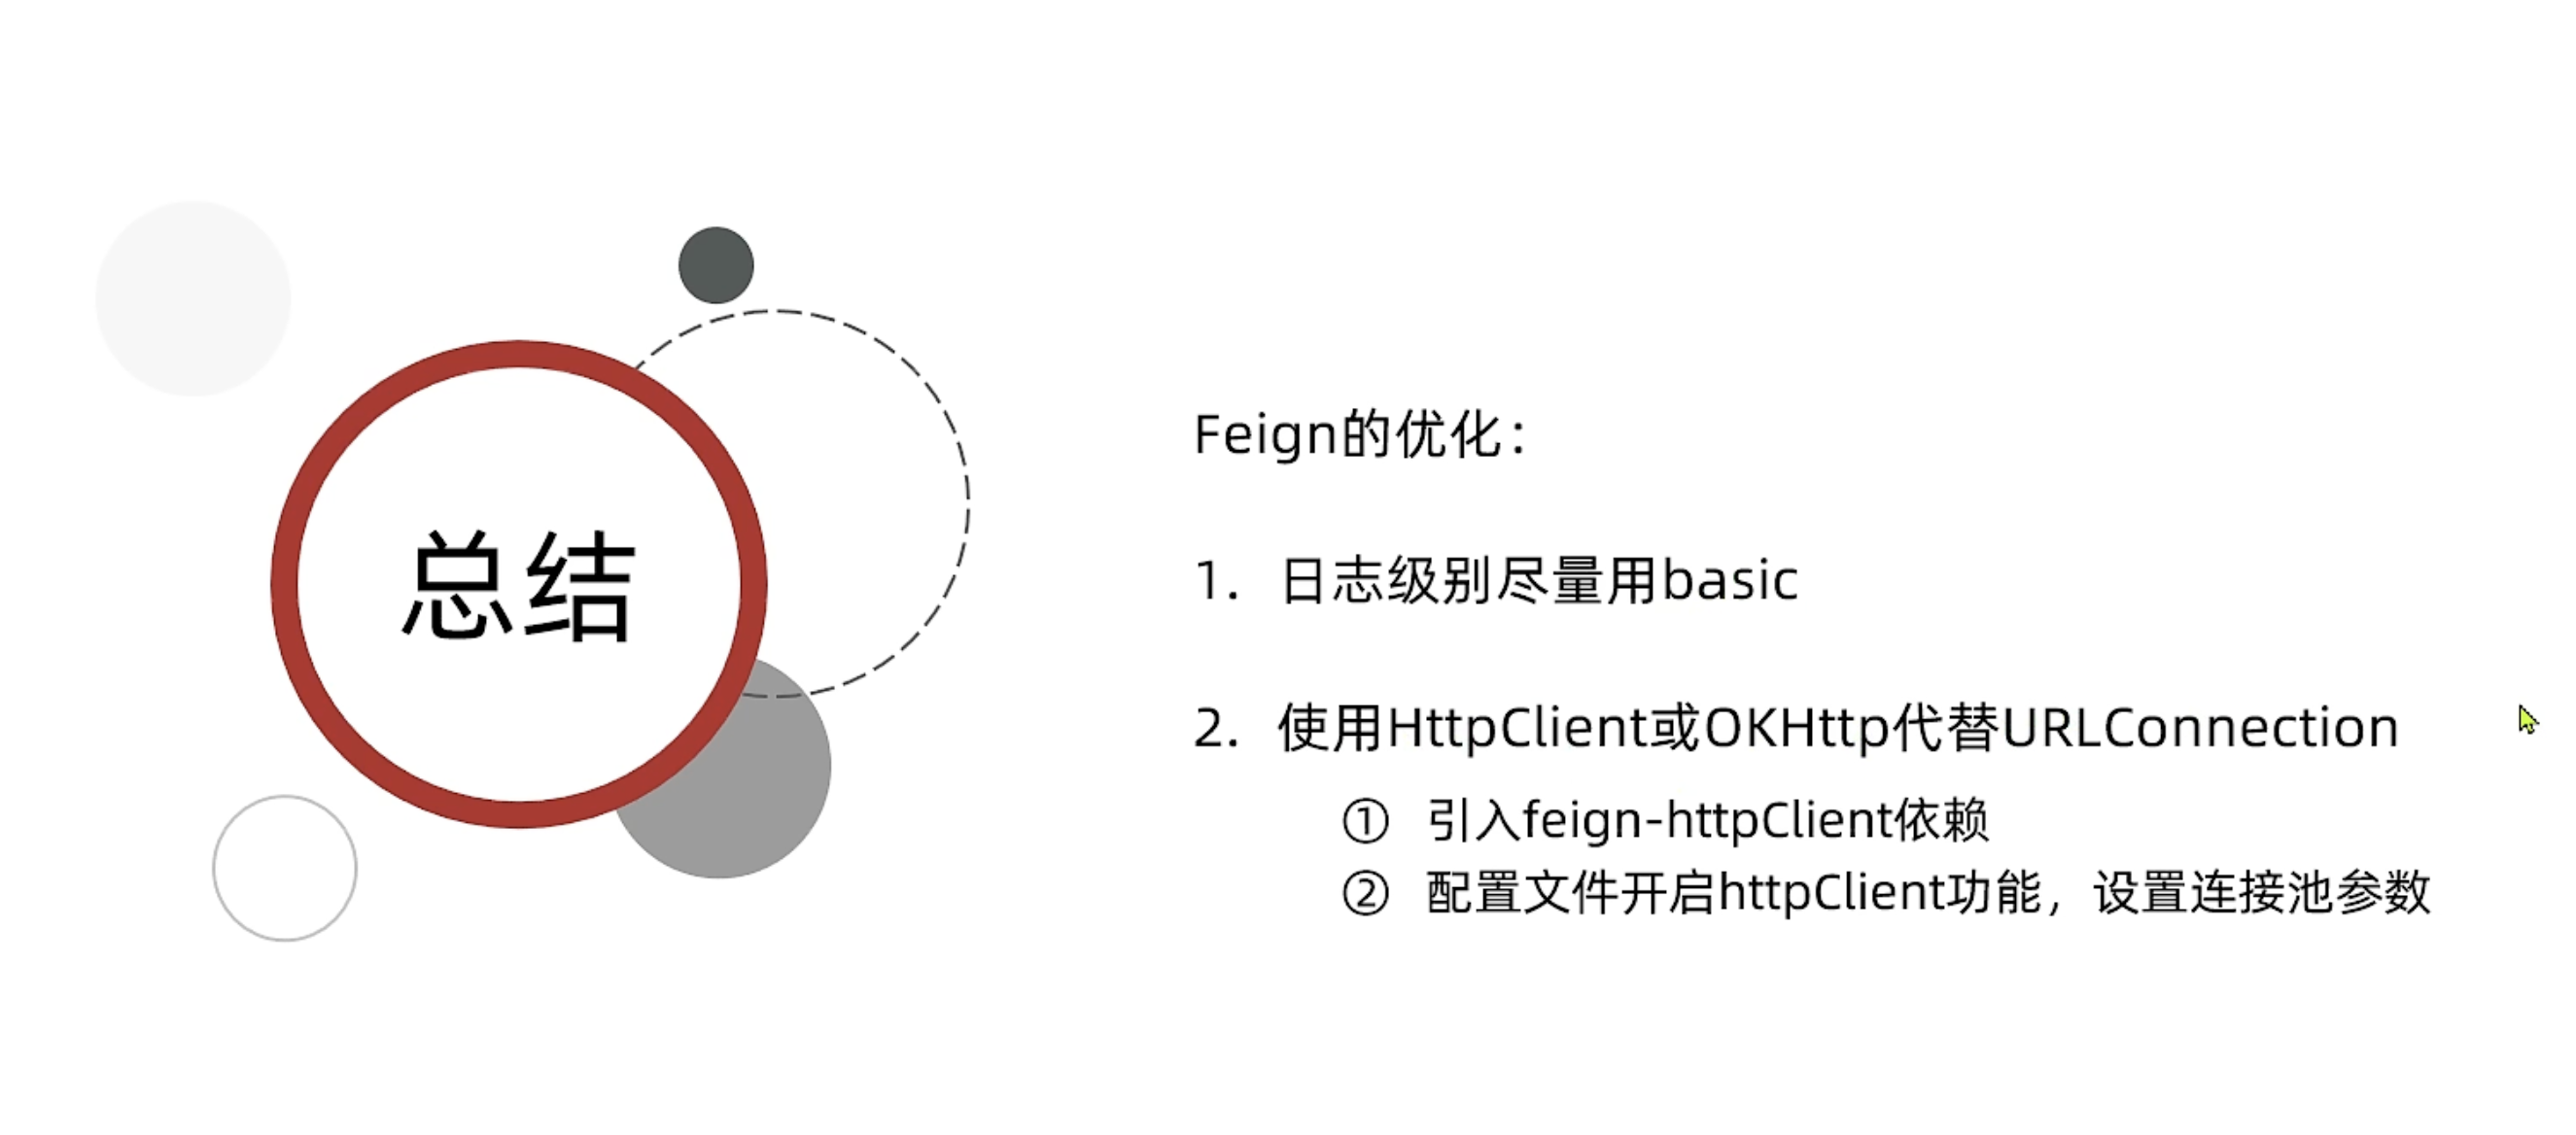 总结
Feign的优化：
1. 日志级别尽量用basic
2. 使用HttpClient或OKHttp代替URLConnection
① 引入feign-httpClient依赖
② 配置文件开启httpClient功能，设置连接池参数